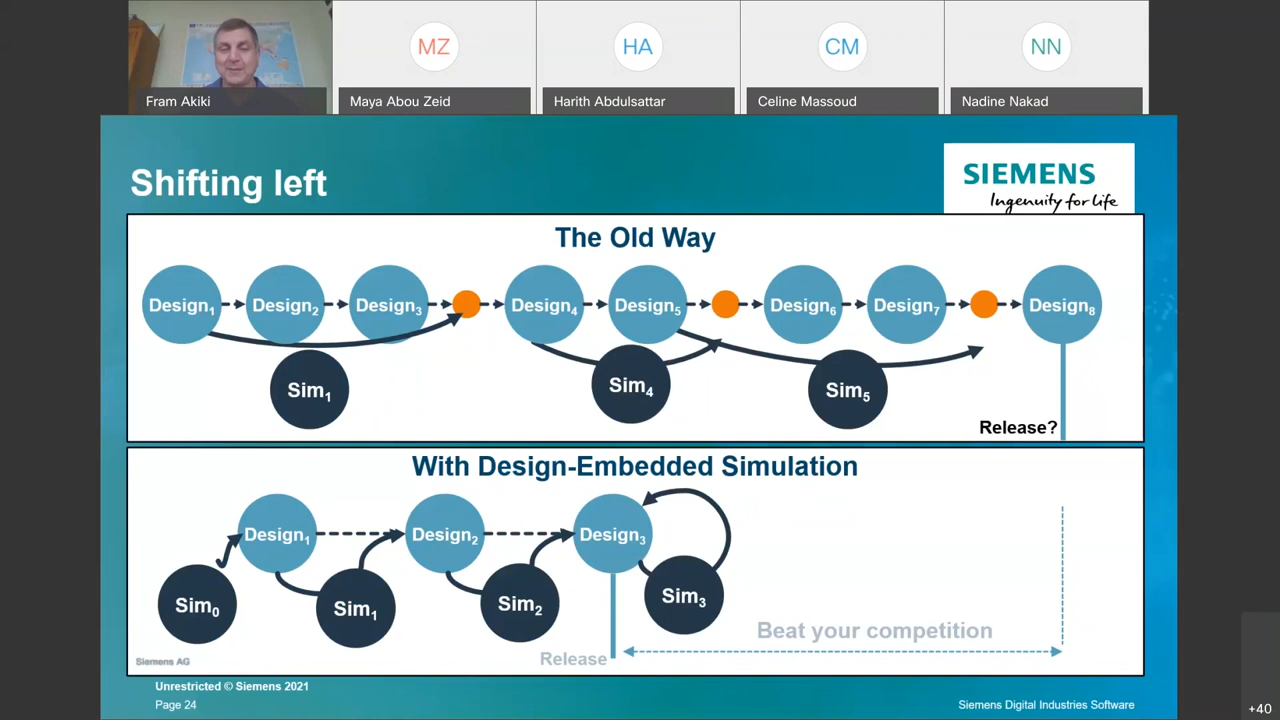 MZ
HA
CM
NN
Fram Akiki
Maya Abou Zeid
Harith Abdulsattar
Celine Massoud
Nadine Nakad
Shifting left
SIEMENS
Ingenuity for life
The Old Way
Design₁
Design₂
Design₃
Design₄
Design₅
Design₆
Design₇
Design₈
Sim₁
Sim₄
Sim₅
Release?
With Design-Embedded Simulation
Design₁
Design₂
Design₃
Sim₀
Sim₁
Sim₂
Sim₃
Beat your competition
Release
Siemens AG
Unrestricted © Siemens 2021
Page 24
Siemens Digital Industries Software
+40